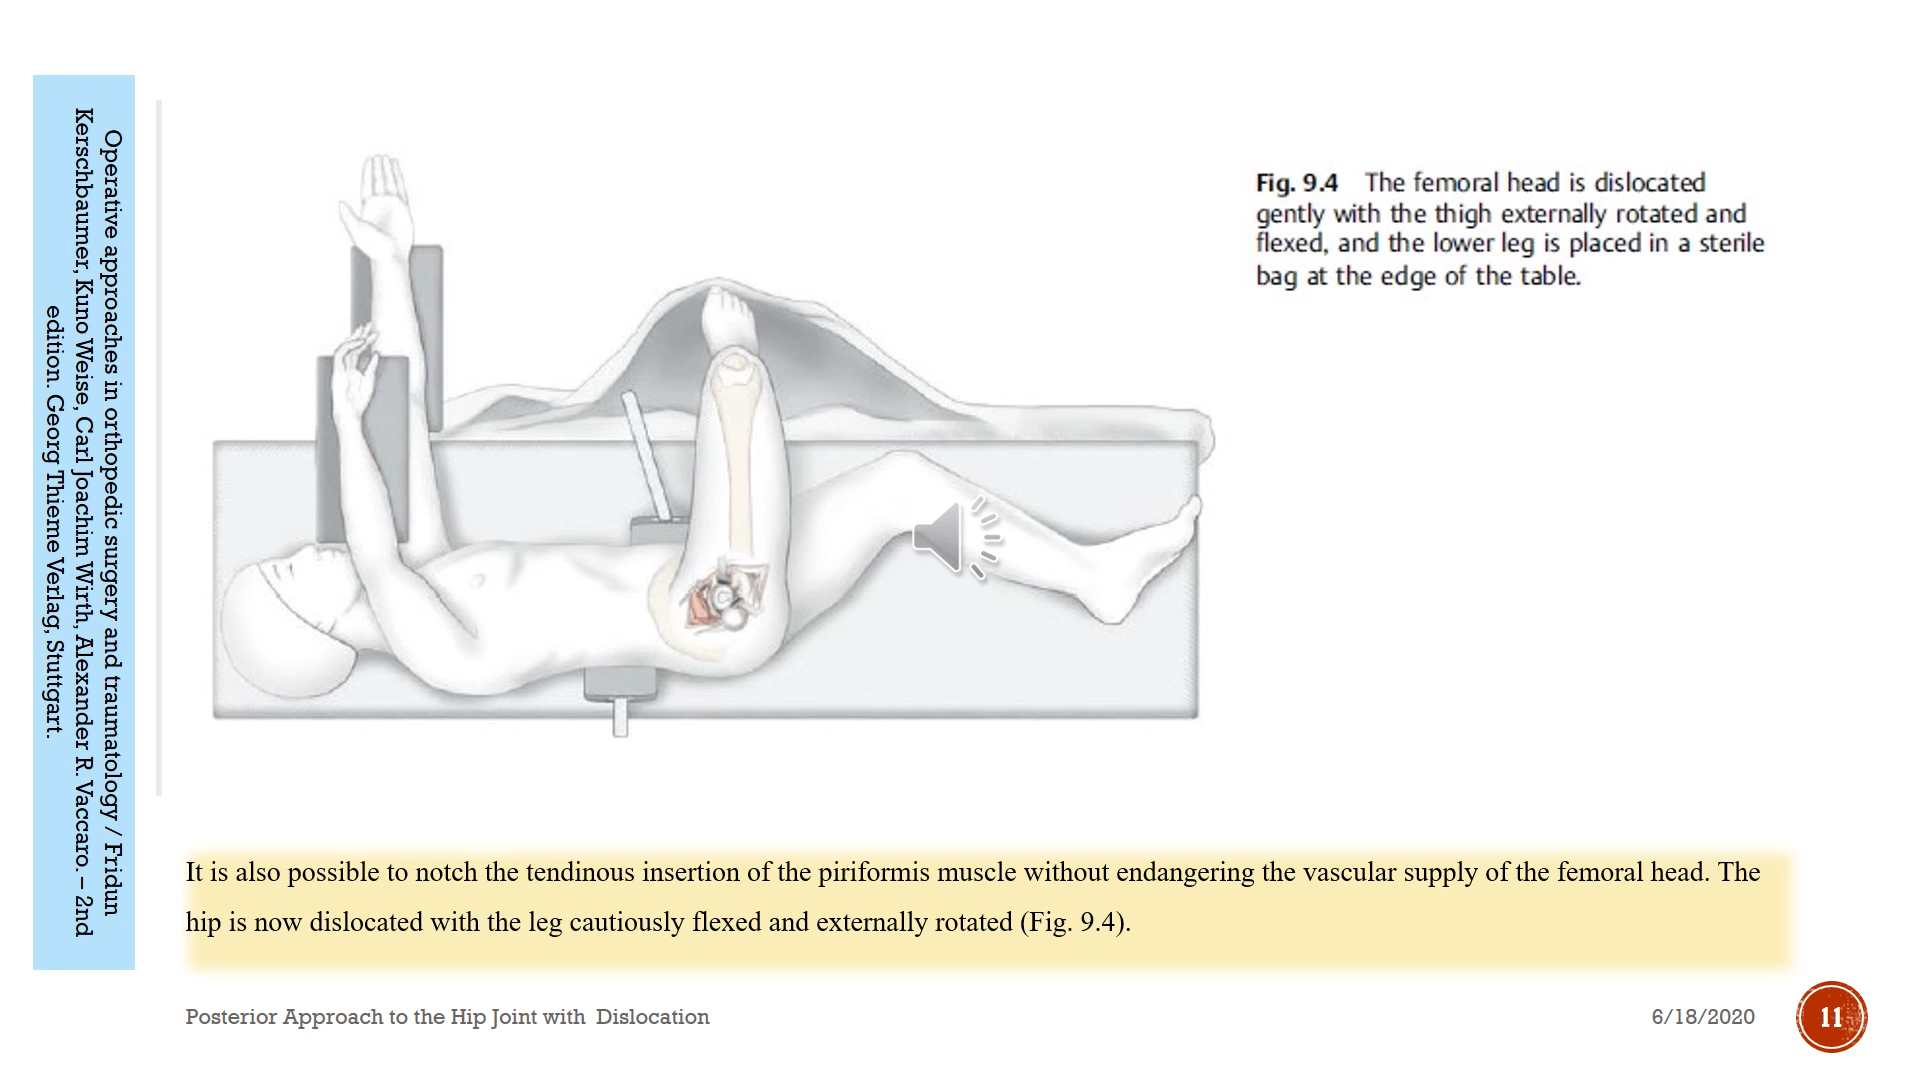 Operative approaches in orthopedic surgery and traumatology / Fridun
Kerschbaumer, Kuno Weise, Carl Joachim Wirth, Alexander R. Vaccaro. – 2nd
edition. Georg Thieme Verlag, Stuttgart.
Fig. 9.4 The femoral head is dislocated
gently with the thigh externally rotated and
flexed, and the lower leg is placed in a sterile
bag at the edge of the table.
It is also possible to notch the tendinous insertion of the piriformis muscle without endangering the vascular supply of the femoral head. The
hip is now dislocated with the leg cautiously flexed and externally rotated (Fig. 9.4).
Posterior Approach to the Hip Joint with Dislocation
6/18/2020
11